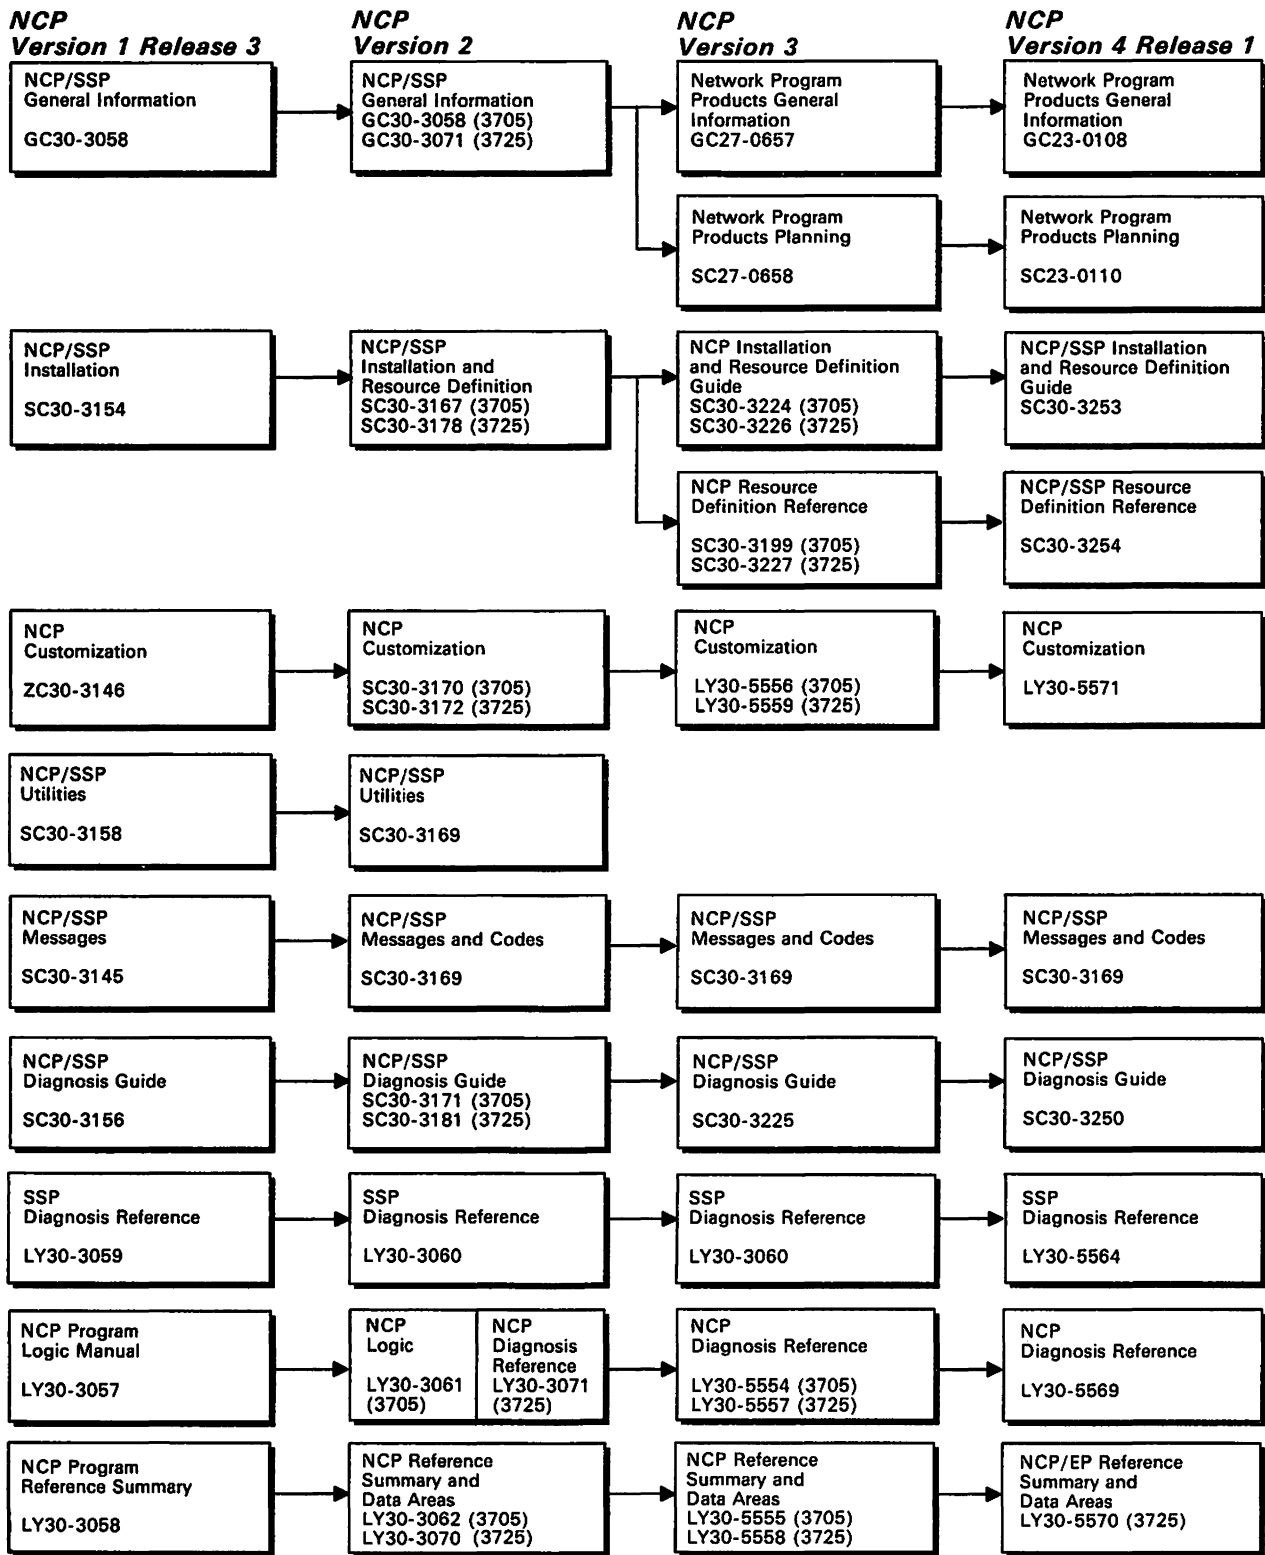 NCP
Version 1 Release 3
NCP
Version 2
NCP
Version 3
NCP
Version 4 Release 1
NCP/SSP
General Information
GC30-3058
NCP/SSP
General Information
GC30-3058 (3705)
GC30-3071 (3725)
Network Program
Products General
Information
GC27-0657
Network Program
Products General
Information
GC23-0108
Network Program
Products Planning
SC27-0658
Network Program
Products Planning
SC23-0110
NCP/SSP
Installation
SC30-3154
NCP/SSP
Installation and
Resource Definition
SC30-3167 (3705)
SC30-3178 (3725)
NCP Installation
and Resource Definition
Guide
SC30-3224 (3705)
SC30-3226 (3725)
NCP/SSP Installation
and Resource Definition
Guide
SC30-3253
NCP Resource
Definition Reference
SC30-3199 (3705)
SC30-3227 (3725)
NCP/SSP Resource
Definition Reference
SC30-3254
NCP
Customization
ZC30-3146
NCP
Customization
SC30-3170 (3705)
SC30-3172 (3725)
NCP
Customization
LY30-5556 (3705)
LY30-5559 (3725)
NCP
Customization
LY30-5571
NCP/SSP
Utilities
SC30-3158
NCP/SSP
Utilities
SC30-3169
NCP/SSP
Messages
SC30-3145
NCP/SSP
Messages and Codes
SC30-3169
NCP/SSP
Messages and Codes
SC30-3169
NCP/SSP
Messages and Codes
SC30-3169
NCP/SSP
Diagnosis Guide
SC30-3156
NCP/SSP
Diagnosis Guide
SC30-3171 (3705)
SC30-3181 (3725)
NCP/SSP
Diagnosis Guide
SC30-3225
NCP/SSP
Diagnosis Guide
SC30-3250
SSP
Diagnosis Reference
LY30-3059
SSP
Diagnosis Reference
LY30-3060
SSP
Diagnosis Reference
LY30-3060
SSP
Diagnosis Reference
LY30-5564
NCP Program
Logic Manual
LY30-3057
NCP
Logic
LY30-3061
(3705)
NCP
Diagnosis
Reference
LY30-3071
(3725)
NCP
Diagnosis Reference
LY30-5554 (3705)
LY30-5557 (3725)
NCP
Diagnosis Reference
LY30-5569
NCP Program
Reference Summary
LY30-3058
NCP Reference
Summary and
Data Areas
LY30-3062 (3705)
LY30-3070 (3725)
NCP Reference
Summary and
Data Areas
LY30-5555 (3705)
LY30-5558 (3725)
NCP/EP Reference
Summary and
Data Areas
LY30-5570 (3725)